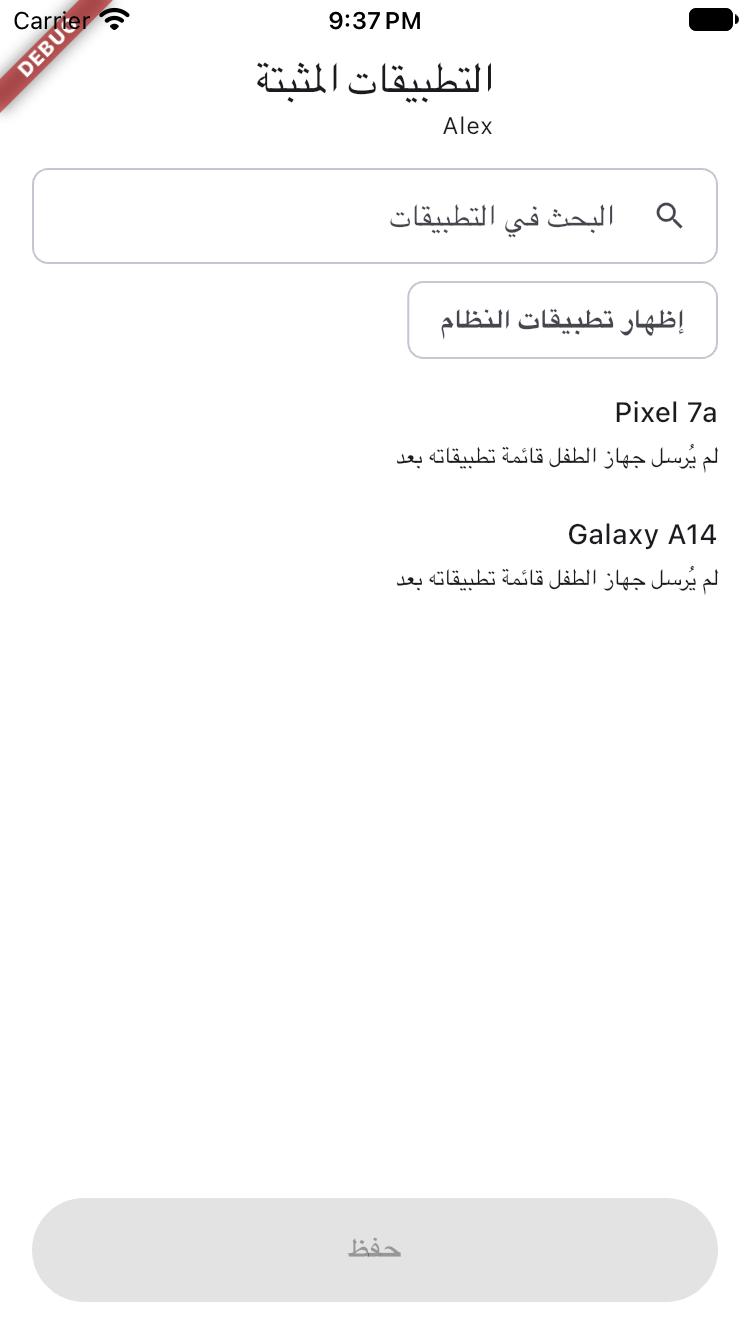 Carrier 9:37 PM
DEBUG
التطبيقات المثبتة
Alex
البحث في التطبيقات
إظهار تطبيقات النظام
Pixel 7a
لم يُرسل جهاز الطفل قائمة تطبيقاته بعد
Galaxy A14
لم يُرسل جهاز الطفل قائمة تطبيقاته بعد
حفظ